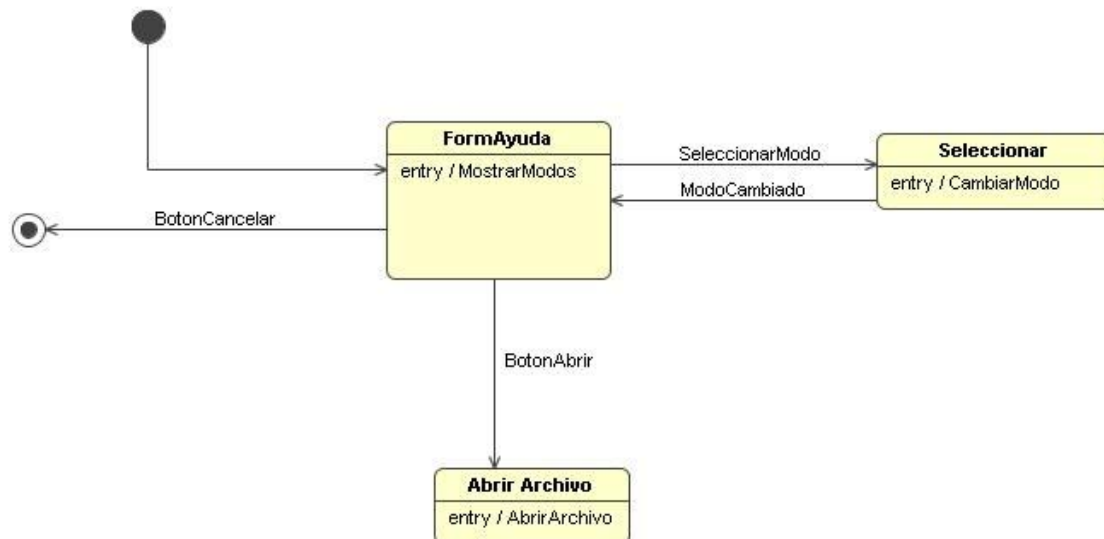 FormAyuda
entry / MostrarModos
SeleccionarModo
Seleccionar
entry / CambiarModo
ModoCambiado
BotonCancelar
BotonAbrir
Abrir Archivo
entry / AbrirArchivo